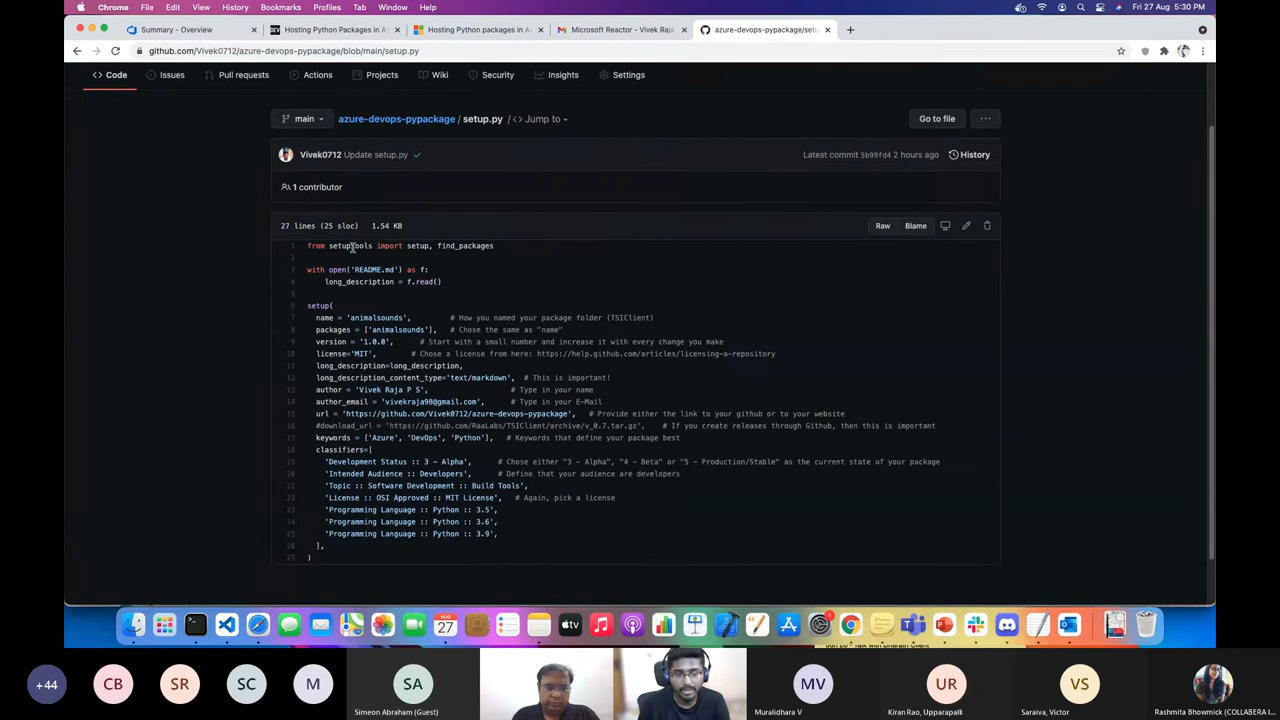 Chrome File Edit View History Bookmarks Profiles Tab Window Help Fri 27 Aug 5:30 PM
Summary - Overview
Hosting Python Packages in Az
Hosting Python packages in A
Microsoft Reactor - Vivek Raja
azure-devops-pypackage/setu
github.com/Vivek0712/azure-devops-pypackage/blob/main/setup.py
Code Issues Pull requests Actions Projects Wiki Security Insights Settings
main azure-devops-pypackage / setup.py / <> Jump to Go to file ...
Vivek0712 Update setup.py Latest commit 5b99fd4 2 hours ago History
1 contributor
27 lines (25 sloc) 1.54 KB Raw Blame
1 from setuptools import setup, find_packages
2
3 with open('README.md') as f:
4 long_description = f.read()
5
6 setup(
7 name = 'animalsounds', # How you named your package folder (TSIClient)
8 packages = ['animalsounds'], # Chose the same as "name"
9 version = '1.0.0', # Start with a small number and increase it with every change you make
10 license='MIT', # Chose a license from here: https://help.github.com/articles/licensing-a-repository
11 long_description=long_description,
12 long_description_content_type='text/markdown', # This is important!
13 author = 'Vivek Raja P S', # Type in your name
14 author_email = 'vivekraja98@gmail.com', # Type in your E-Mail
15 url = 'https://github.com/Vivek0712/azure-devops-pypackage', # Provide either the link to your github or to your website
16 #download_url = 'https://github.com/RaaLabs/TSIClient/archive/v_0.7.tar.gz', # If you create releases through Github, then this is important
17 keywords = ['Azure', 'DevOps', 'Python'], # Keywords that define your package best
18 classifiers=[
19 'Development Status :: 3 - Alpha', # Chose either "3 - Alpha", "4 - Beta" or "5 - Production/Stable" as the current state of your package
20 'Intended Audience :: Developers', # Define that your audience are developers
21 'Topic :: Software Development :: Build Tools',
22 'License :: OSI Approved :: MIT License', # Again, pick a license
23 'Programming Language :: Python :: 3.5',
24 'Programming Language :: Python :: 3.6',
25 'Programming Language :: Python :: 3.9',
26 ],
27 )
AUG
27
tv
1
+44 CB SR SC M SA MV UR VS
Simeon Abraham (Guest) Muralidhara V Kiran Rao, Upparapalli Saraiva, Victor Rashmita Bhowmick (COLLABERA I...